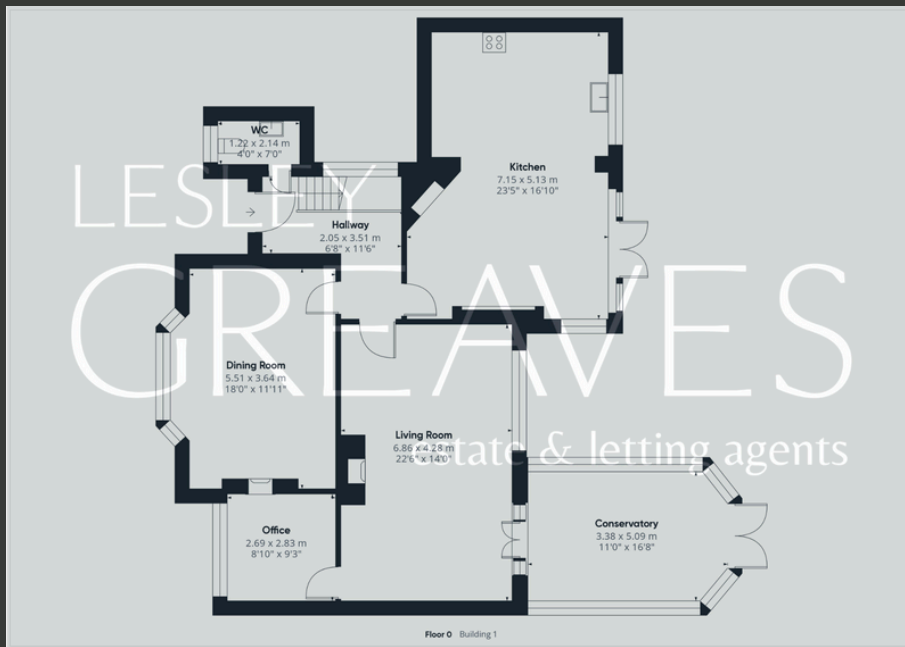 WC
1.22 x 2.14 m
4'0" x 7'0"
Kitchen
7.15 x 5.13 m
23'5" x 16'10"
LESLEY
Hallway
2.05 x 3.51 m
6'8" x 11'6"
GREAVES
Dining Room
5.51 x 3.64 m
18'0" x 11'11"
Living Room
6.86 x 4.28 m
22'6" x 14'0"
estate & letting agents
Office
2.69 x 2.83 m
8'10" x 9'3"
Conservatory
3.38 x 5.09 m
11'0" x 16'8"
Floor 0 Building 1